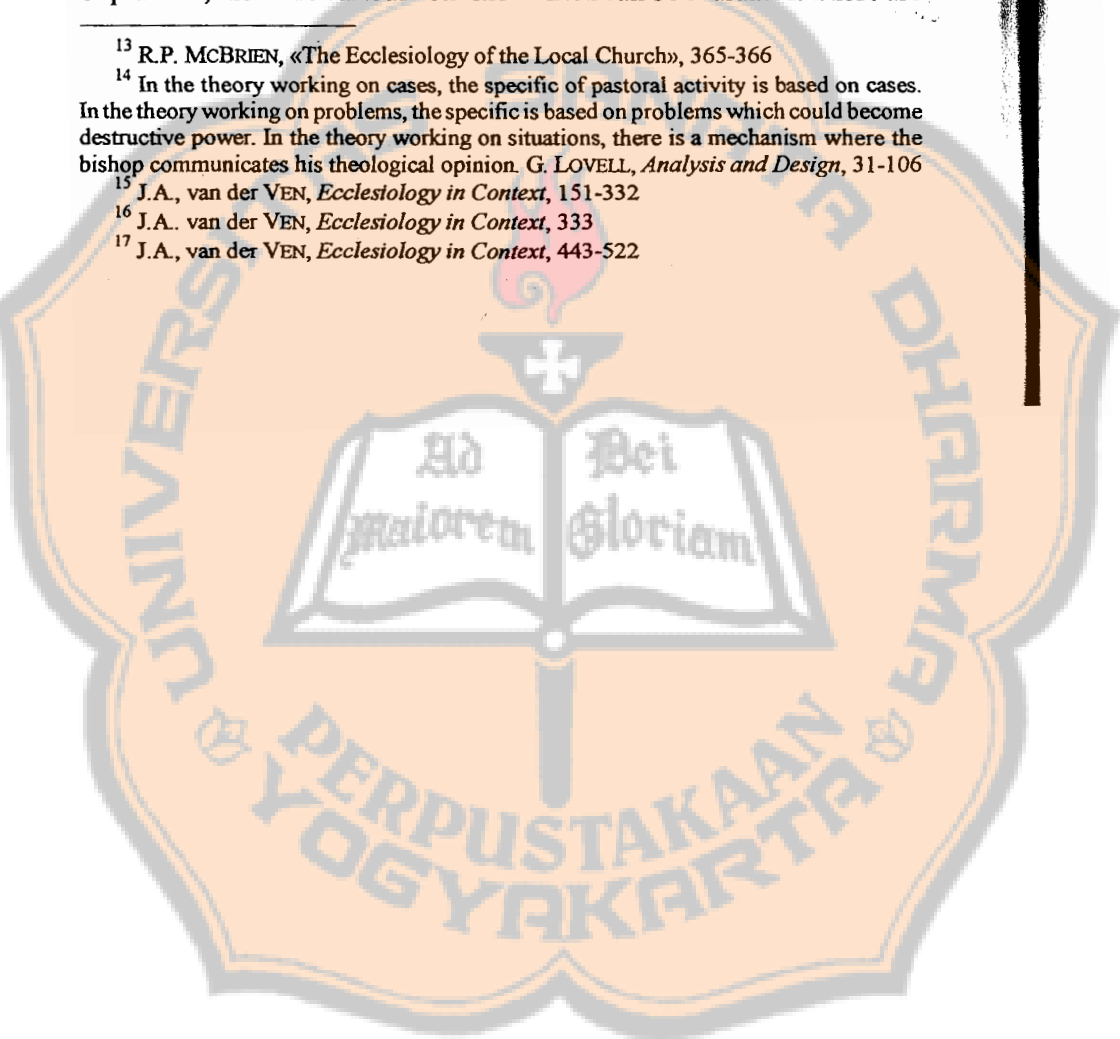 13 R.P. MCBRIEN, «The Ecclesiology of the Local Church», 365-366
14 In the theory working on cases, the specific of pastoral activity is based on cases.
In the theory working on problems, the specific is based on problems which could become
destructive power. In the theory working on situations, there is a mechanism where the
bishop communicates his theological opinion. G. LOVELL, Analysis and Design, 31-106
15 J.A., van der VEN, Ecclesiology in Context, 151-332
16 J.A.. van der VEN, Ecclesiology in Context, 333
17 J.A., van der VEN, Ecclesiology in Context, 443-522
UNIVERSITAS SANATA DHARMA
Ad Dei
maiorem Gloriam
PERPUSTAKAAN
YOGYAKARTA